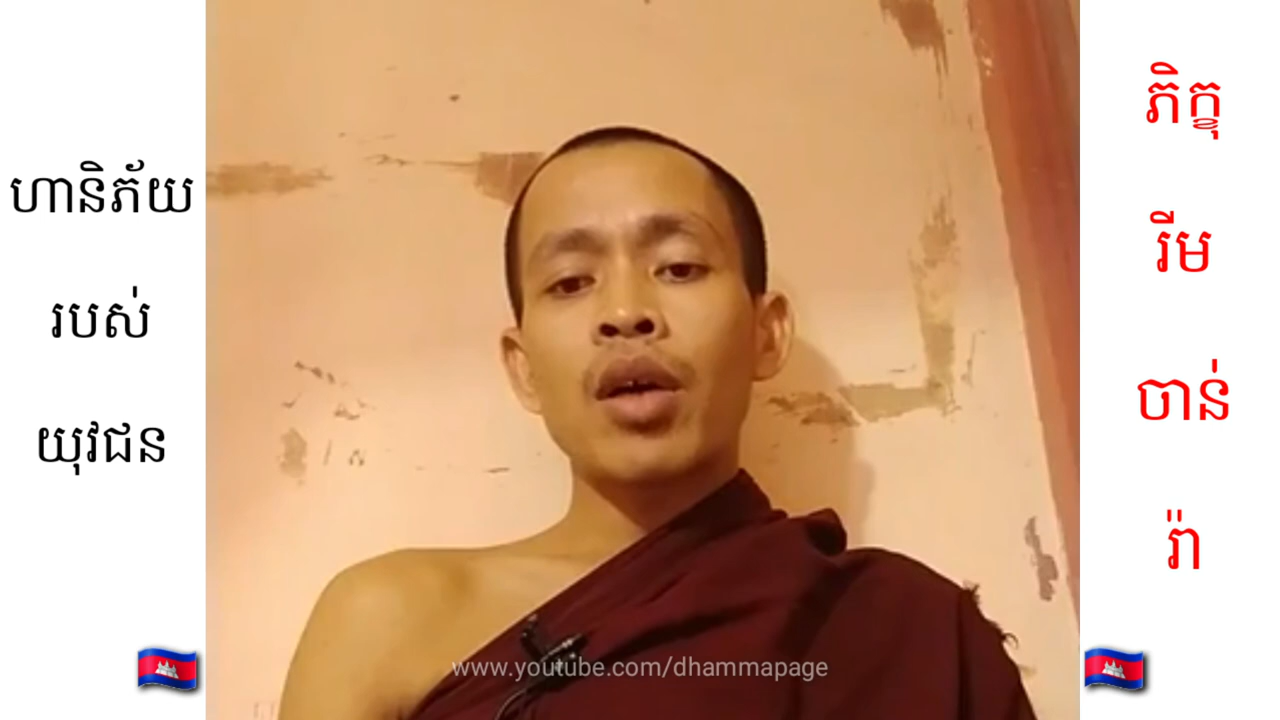 ហានិភ័យ
របស់
យុវជន
ភិក្ខុ
រីម
ចាន់
រ៉ា
www.youtube.com/dhammapage